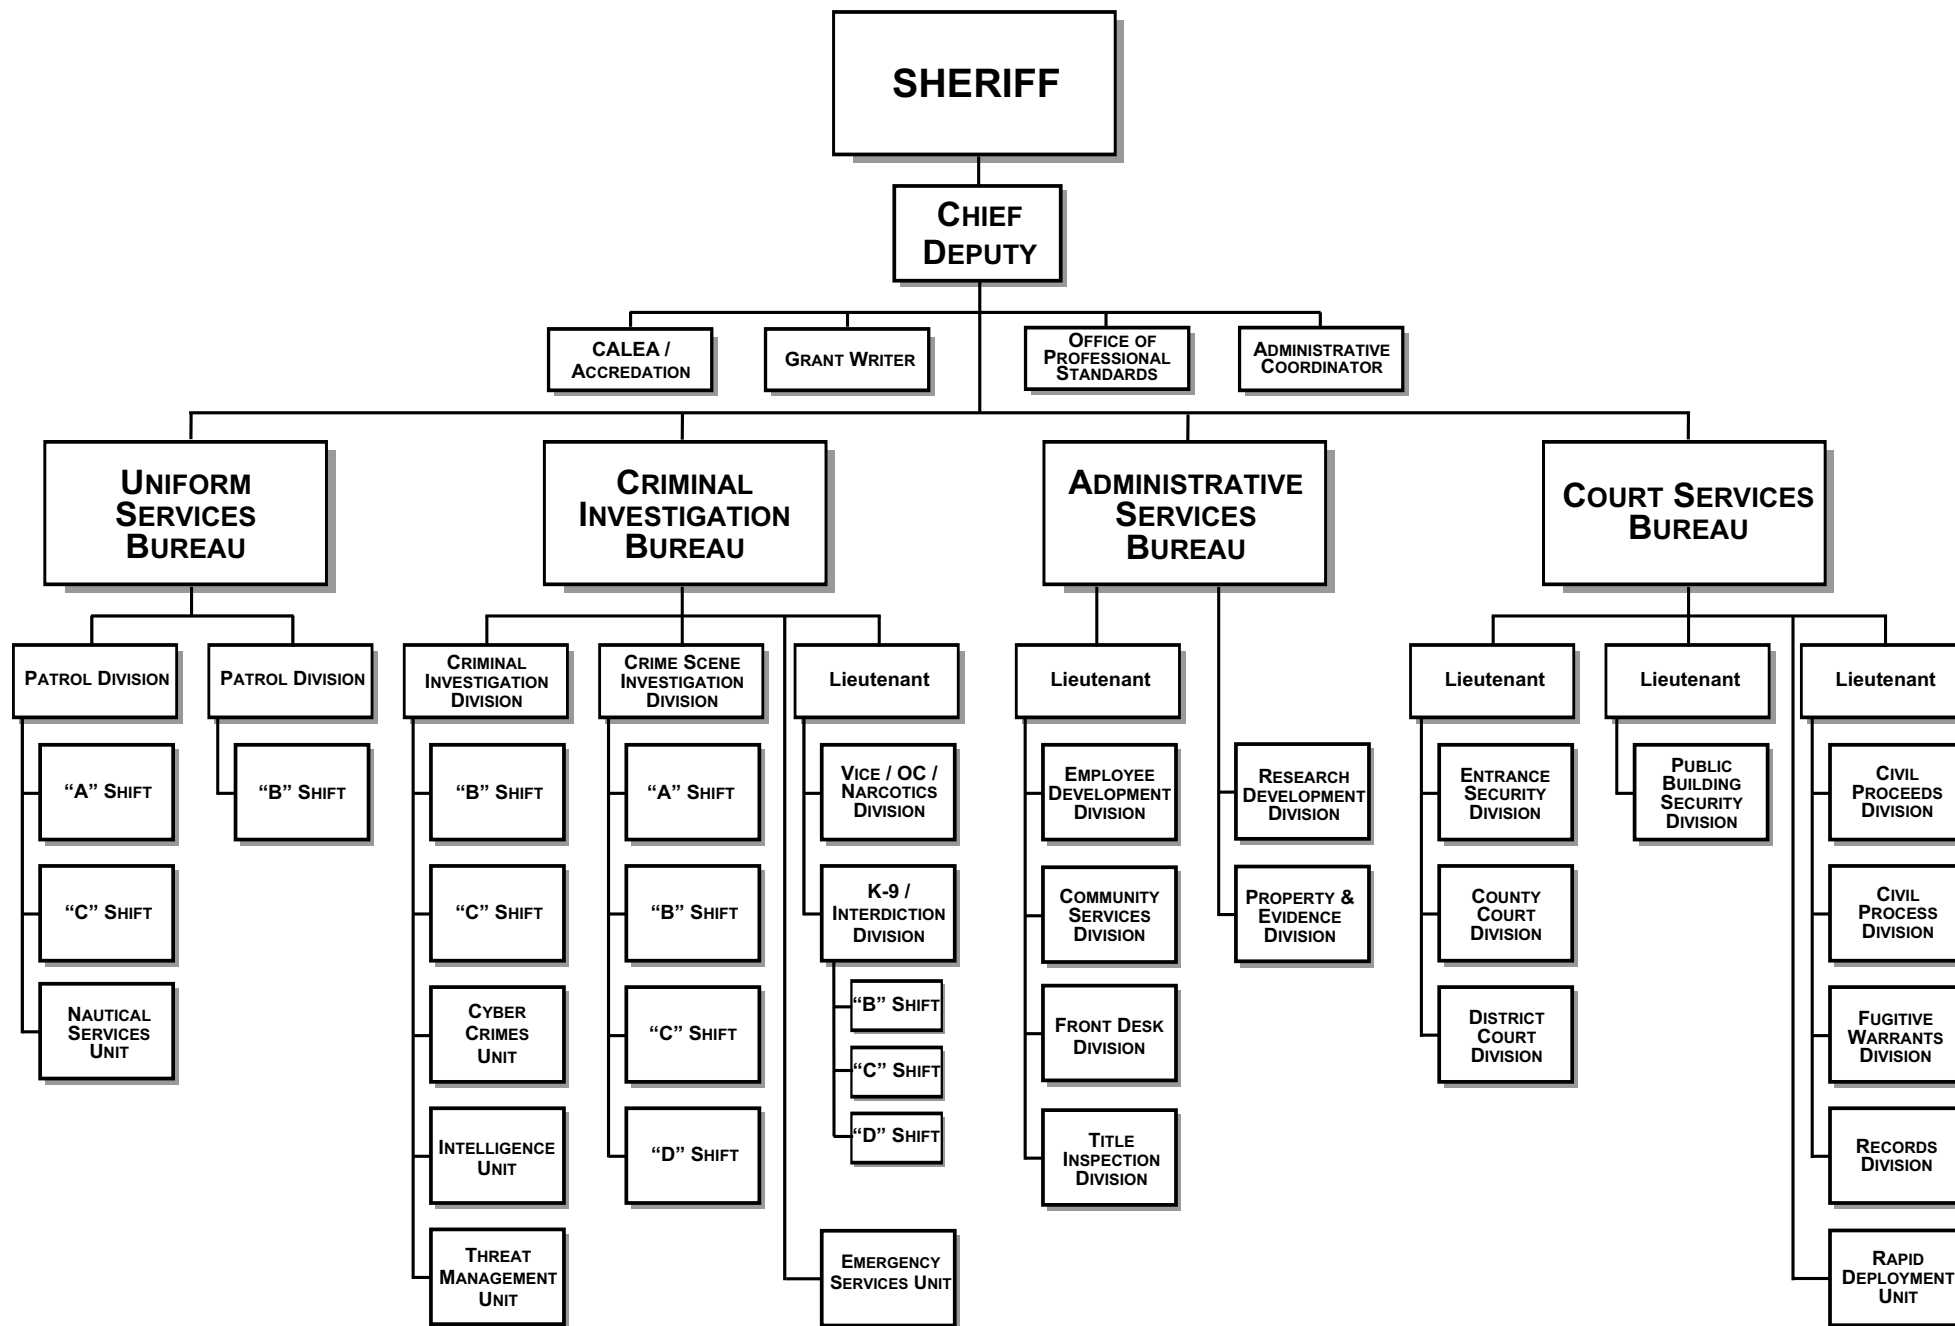 SHERIFF
CHIEF
DEPUTY
CALEA /
ACCREDATION
GRANT WRITER
OFFICE OF
PROFESSIONAL
STANDARDS
ADMINISTRATIVE
COORDINATOR
UNIFORM
SERVICES
BUREAU
CRIMINAL
INVESTIGATION
BUREAU
ADMINISTRATIVE
SERVICES
BUREAU
COURT SERVICES
BUREAU
PATROL DIVISION
PATROL DIVISION
CRIMINAL
INVESTIGATION
DIVISION
CRIME SCENE
INVESTIGATION
DIVISION
Lieutenant
Lieutenant
Lieutenant
Lieutenant
Lieutenant
“A” SHIFT
“B” SHIFT
“B” SHIFT
“A” SHIFT
VICE / OC /
NARCOTICS
DIVISION
EMPLOYEE
DEVELOPMENT
DIVISION
RESEARCH
DEVELOPMENT
DIVISION
ENTRANCE
SECURITY
DIVISION
PUBLIC
BUILDING
SECURITY
DIVISION
CIVIL
PROCEEDS
DIVISION
“C” SHIFT
“C” SHIFT
“B” SHIFT
K-9 /
INTERDICTION
DIVISION
COMMUNITY
SERVICES
DIVISION
PROPERTY &
EVIDENCE
DIVISION
COUNTY
COURT
DIVISION
CIVIL
PROCESS
DIVISION
NAUTICAL
SERVICES
UNIT
CYBER
CRIMES
UNIT
“C” SHIFT
“B” SHIFT
“C” SHIFT
“D” SHIFT
FRONT DESK
DIVISION
DISTRICT
COURT
DIVISION
FUGITIVE
WARRANTS
DIVISION
INTELLIGENCE
UNIT
“D” SHIFT
TITLE
INSPECTION
DIVISION
RECORDS
DIVISION
THREAT
MANAGEMENT
UNIT
EMERGENCY
SERVICES UNIT
RAPID
DEPLOYMENT
UNIT